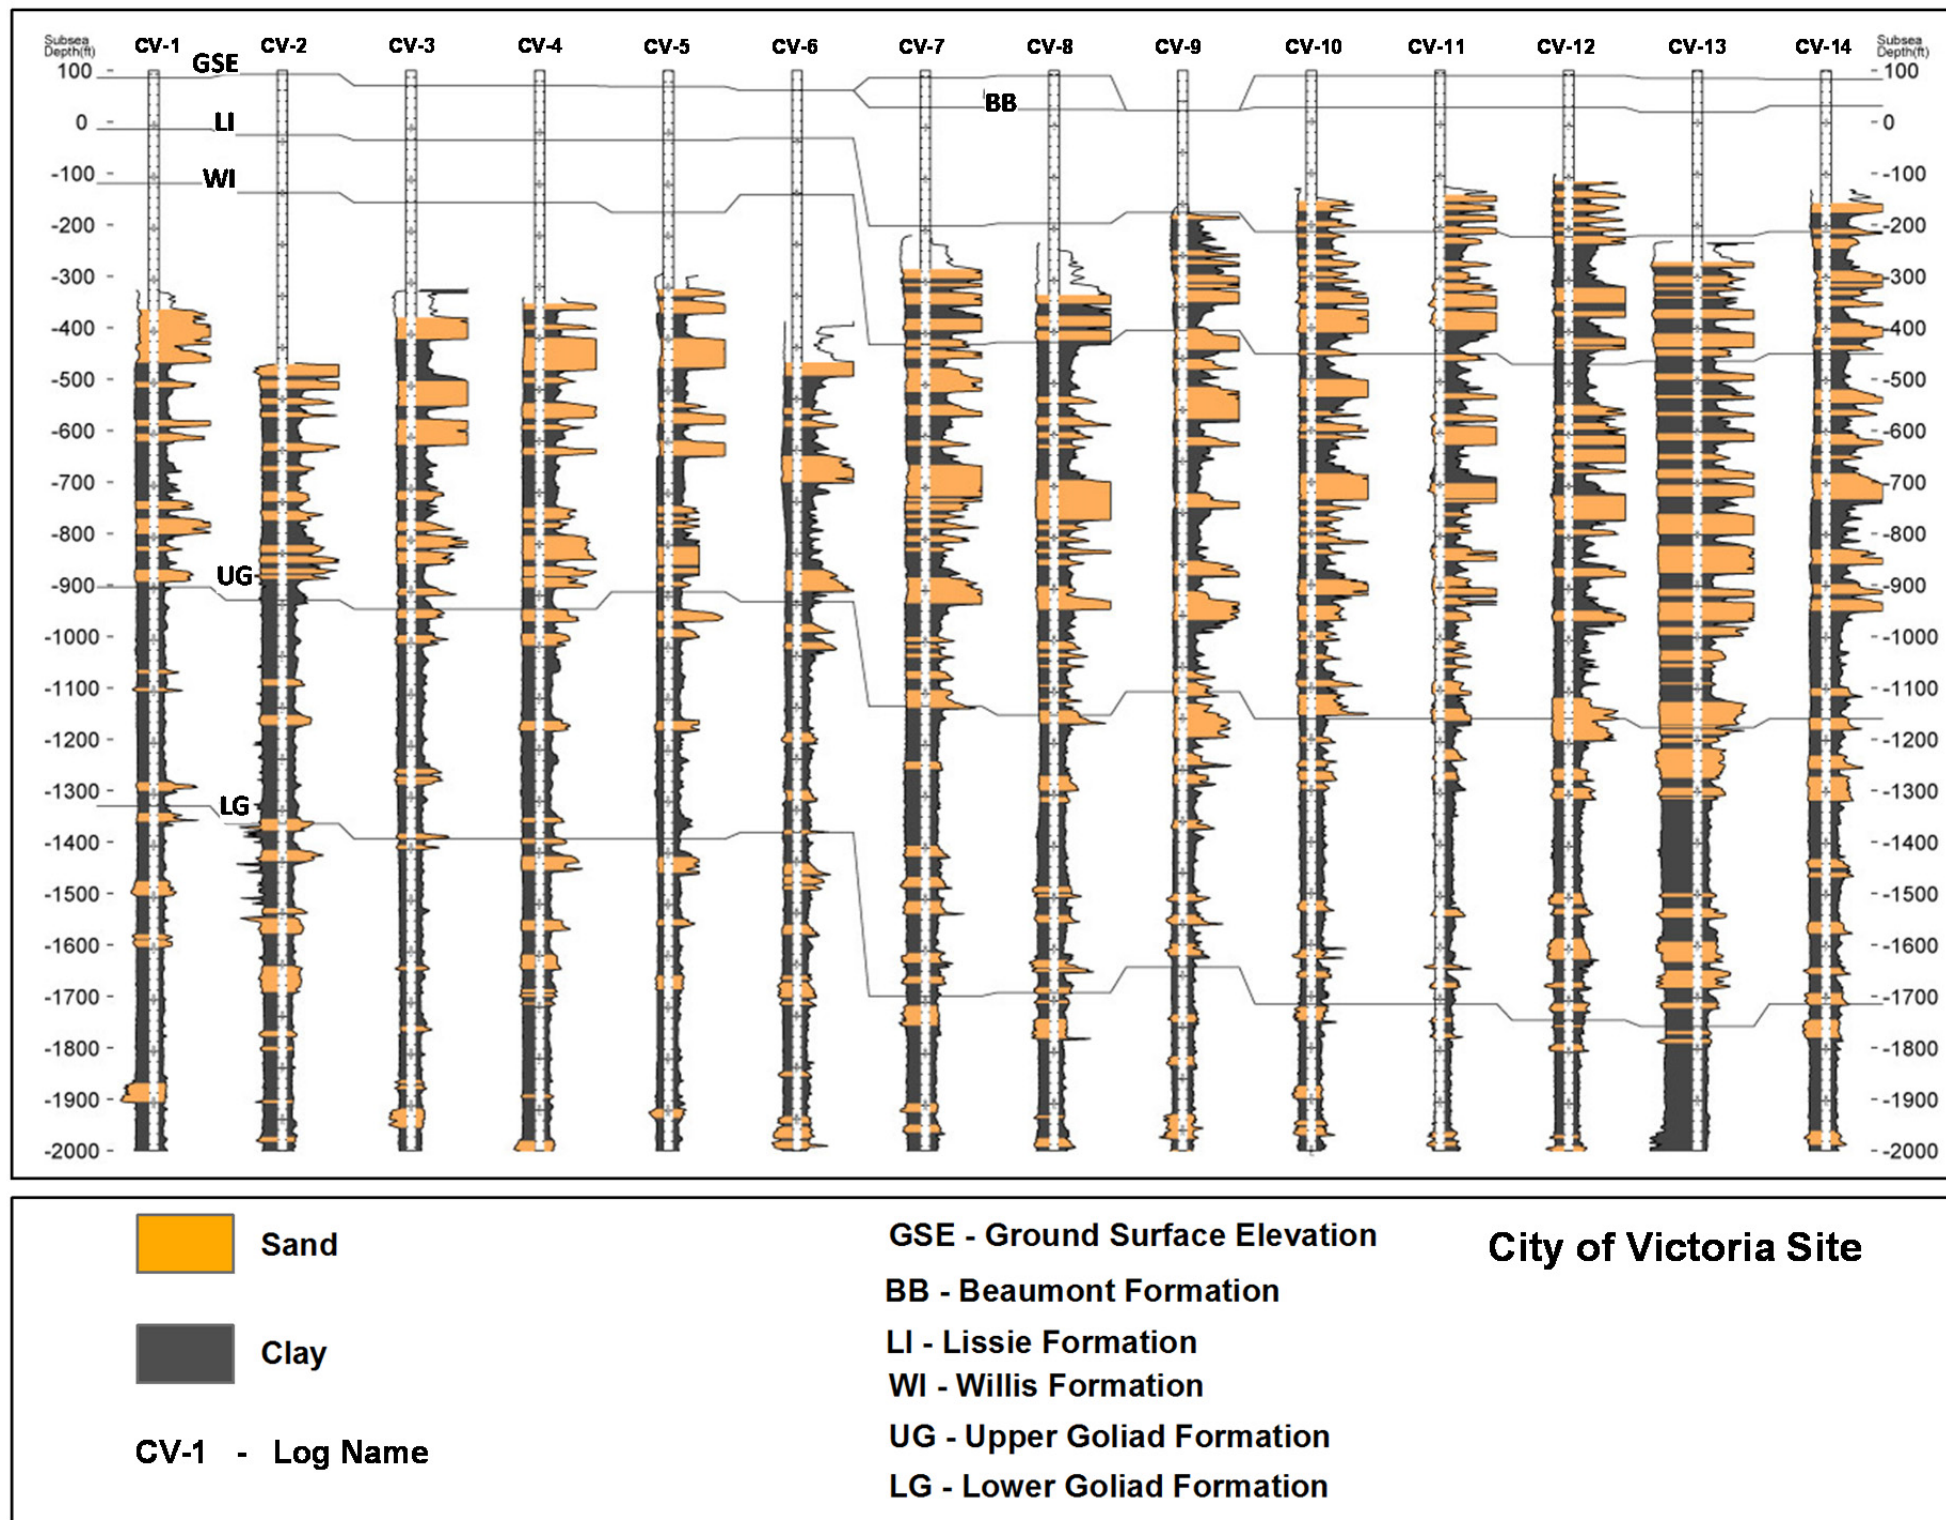 Subsea
Depth(ft)
CV-1 CV-2 CV-3 CV-4 CV-5 CV-6 CV-7 CV-8 CV-9 CV-10 CV-11 CV-12 CV-13 CV-14
Subsea
Depth(ft)
100 GSE 100
BB
0 LI 0
-100 WI -100
-200 -200
-300 -300
-400 -400
-500 -500
-600 -600
-700 -700
-800 -800
-900 UG -900
-1000 -1000
-1100 -1100
-1200 -1200
-1300 LG -1300
-1400 -1400
-1500 -1500
-1600 -1600
-1700 -1700
-1800 -1800
-1900 -1900
-2000 -2000
Sand
Clay
CV-1 - Log Name
GSE - Ground Surface Elevation
BB - Beaumont Formation
LI - Lissie Formation
WI - Willis Formation
UG - Upper Goliad Formation
LG - Lower Goliad Formation
City of Victoria Site